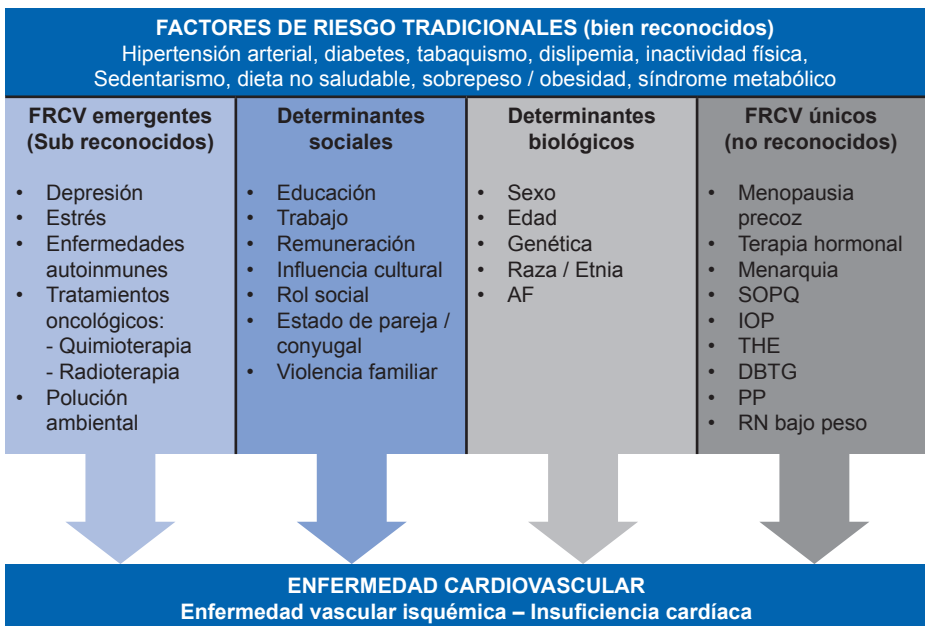 FACTORES DE RIESGO TRADICIONALES (bien reconocidos)
Hipertensión arterial, diabetes, tabaquismo, dislipemia, inactividad física,
Sedentarismo, dieta no saludable, sobrepeso / obesidad, síndrome metabólico
FRCV emergentes
(Sub reconocidos)
• Depresión
• Estrés
• Enfermedades
autoinmunes
• Tratamientos
oncológicos:
- Quimioterapia
- Radioterapia
• Polución
ambiental
Determinantes
sociales
• Educación
• Trabajo
• Remuneración
• Influencia cultural
• Rol social
• Estado de pareja /
conyugal
• Violencia familiar
Determinantes
biológicos
• Sexo
• Edad
• Genética
• Raza / Etnia
• AF
FRCV únicos
(no reconocidos)
• Menopausia
precoz
• Terapia hormonal
• Menarquia
• SOPQ
• IOP
• THE
• DBTG
• PP
• RN bajo peso
ENFERMEDAD CARDIOVASCULAR
Enfermedad vascular isquémica – Insuficiencia cardíaca